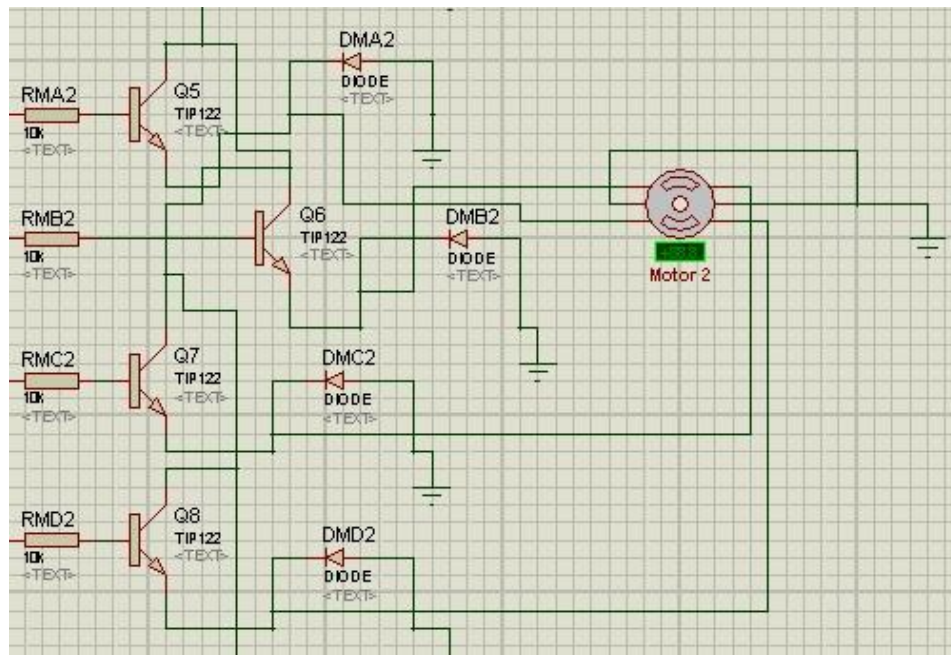 DMA2
DIODE
<TEXT>
RMA2
10k
<TEXT>
Q5
TIP122
<TEXT>
RMB2
10k
<TEXT>
Q6
TIP122
<TEXT>
DMB2
DIODE
<TEXT>
Motor 2
RMC2
10k
<TEXT>
Q7
TIP122
<TEXT>
DMC2
DIODE
<TEXT>
RMD2
10k
<TEXT>
Q8
TIP122
<TEXT>
DMD2
DIODE
<TEXT>